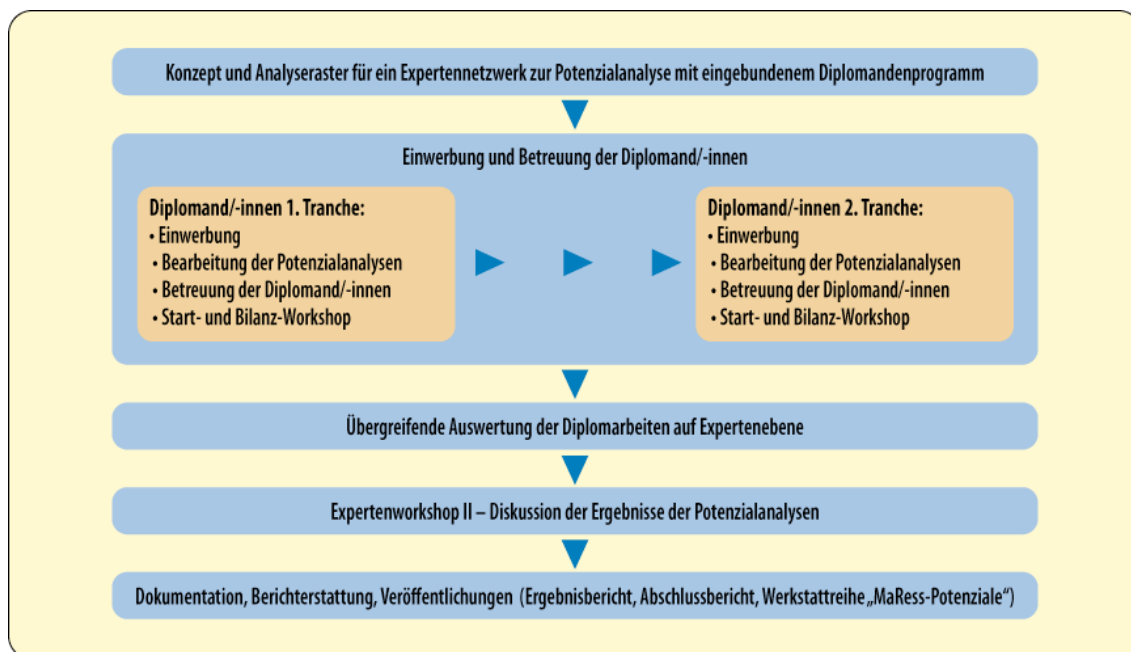 Konzept und Analyseraster für ein Expertennetzwerk zur Potenzialanalyse mit eingebundenem Diplomandenprogramm
Einwerbung und Betreuung der Diplomand/-innen
Diplomand/-innen 1. Tranche:
• Einwerbung
• Bearbeitung der Potenzialanalysen
• Betreuung der Diplomand/-innen
• Start- und Bilanz-Workshop
Diplomand/-innen 2. Tranche:
• Einwerbung
• Bearbeitung der Potenzialanalysen
• Betreuung der Diplomand/-innen
• Start- und Bilanz-Workshop
Übergreifende Auswertung der Diplomarbeiten auf Expertenebene
Expertenworkshop II – Diskussion der Ergebnisse der Potenzialanalysen
Dokumentation, Berichterstattung, Veröffentlichungen (Ergebnisbericht, Abschlussbericht, Werkstattreihe „MaRess-Potenziale“)